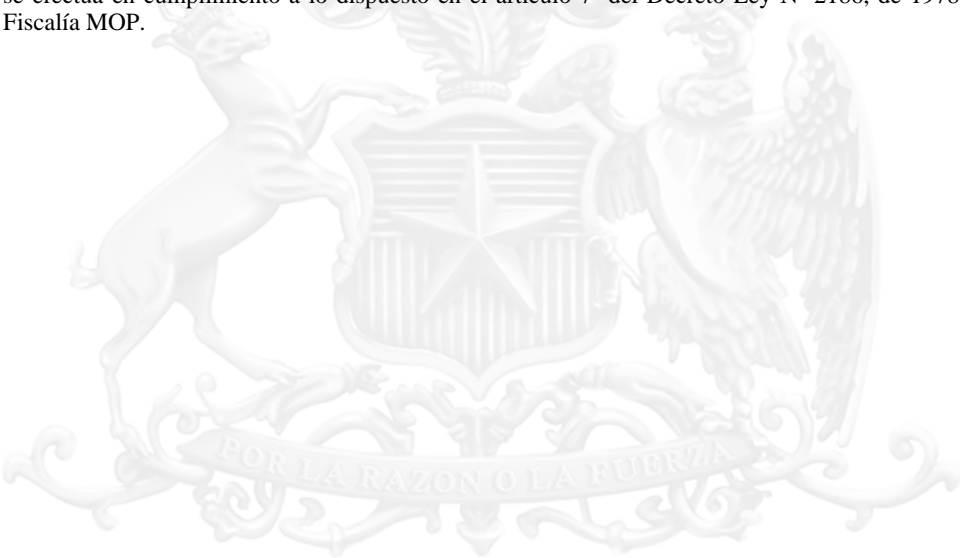 se efectúa en cumplimiento a lo dispuesto en el artículo 7° del Decreto Ley N° 2186, de 1978
Fiscalía MOP.
POR LA RAZON O LA FUERZA